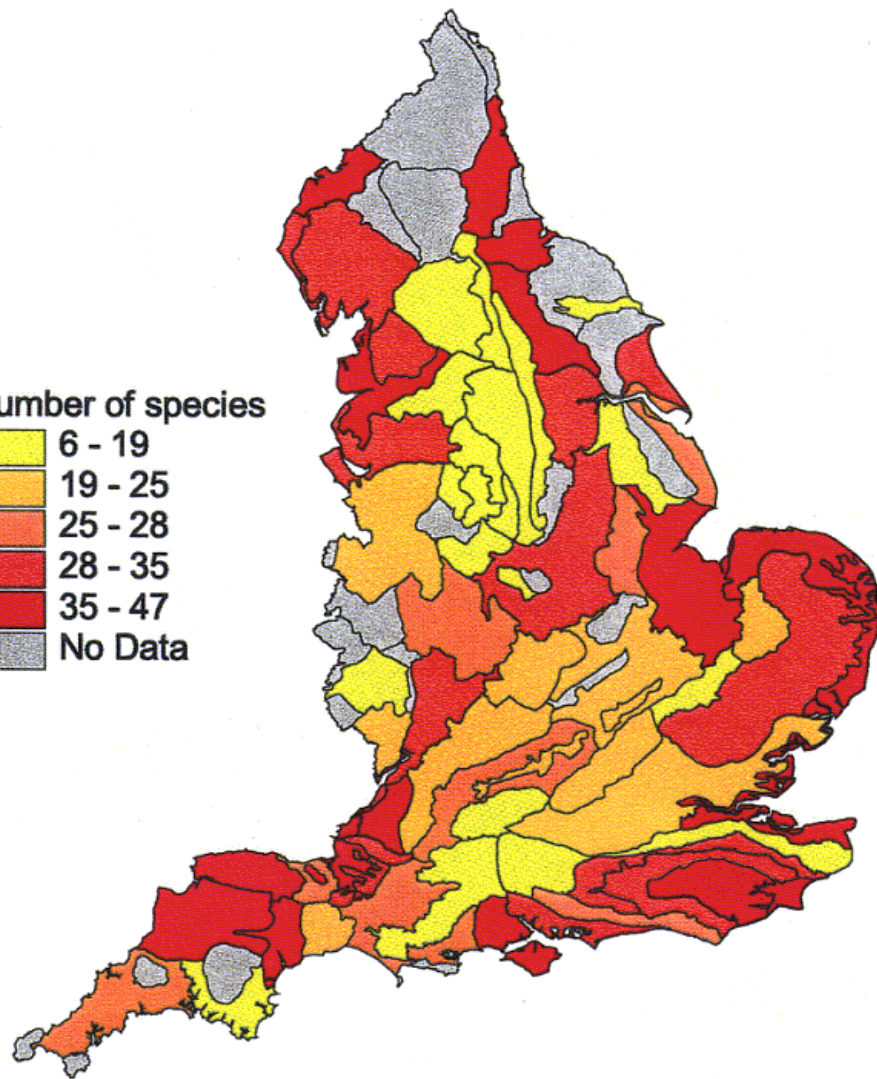 umber of species
6 - 19
19 - 25
25 - 28
28 - 35
35 - 47
No Data